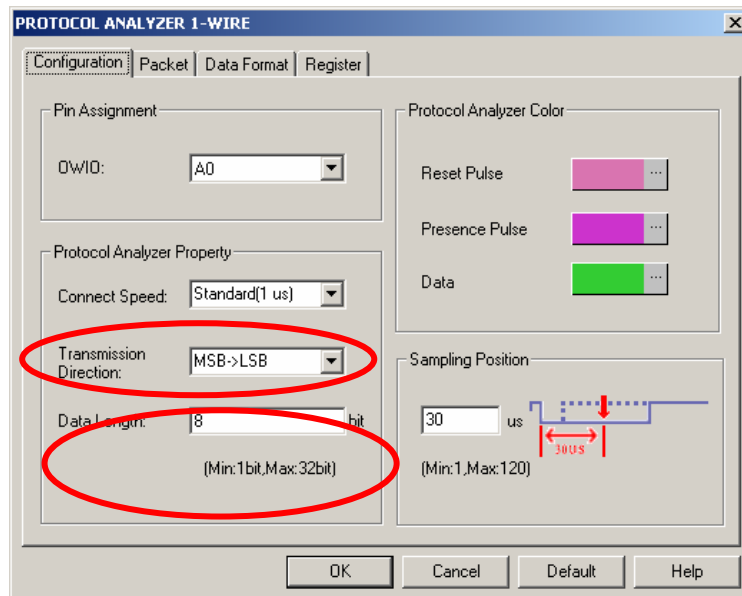 PROTOCOL ANALYZER 1-WIRE
Configuration Packet Data Format Register
Pin Assignment
OWIO: A0
Protocol Analyzer Property
Connect Speed: Standard(1 us)
Transmission
Direction: MSB->LSB
Data Length: 8 bit
(Min:1bit,Max:32bit)
Protocol Analyzer Color
Reset Pulse ...
Presence Pulse ...
Data ...
Sampling Position
30 us
30US
(Min:1,Max:120)
OK Cancel Default Help